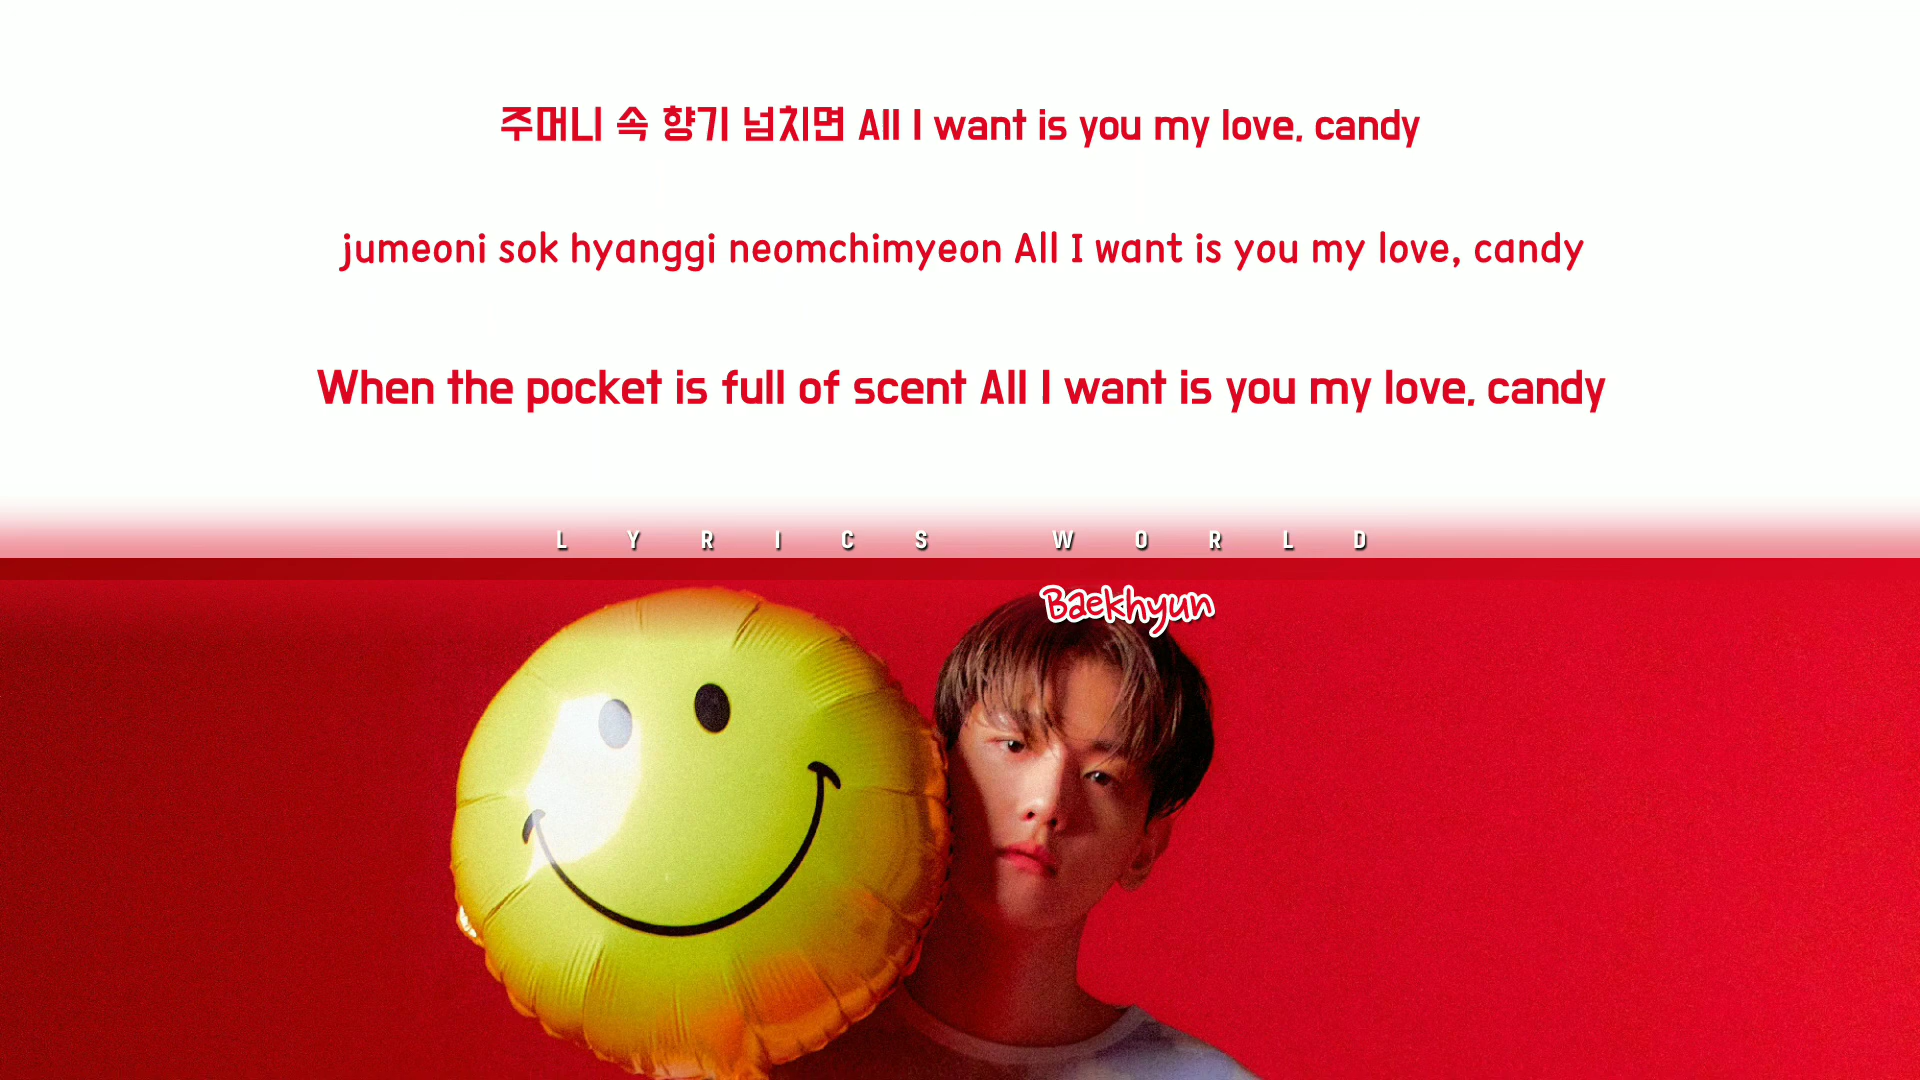 주머니 속 향기 넘치면 All I want is you my love, candy
jumeoni sok hyanggi neomchimyeon All I want is you my love, candy
When the pocket is full of scent All I want is you my love, candy
LYRICS WORLD
Baekhyun